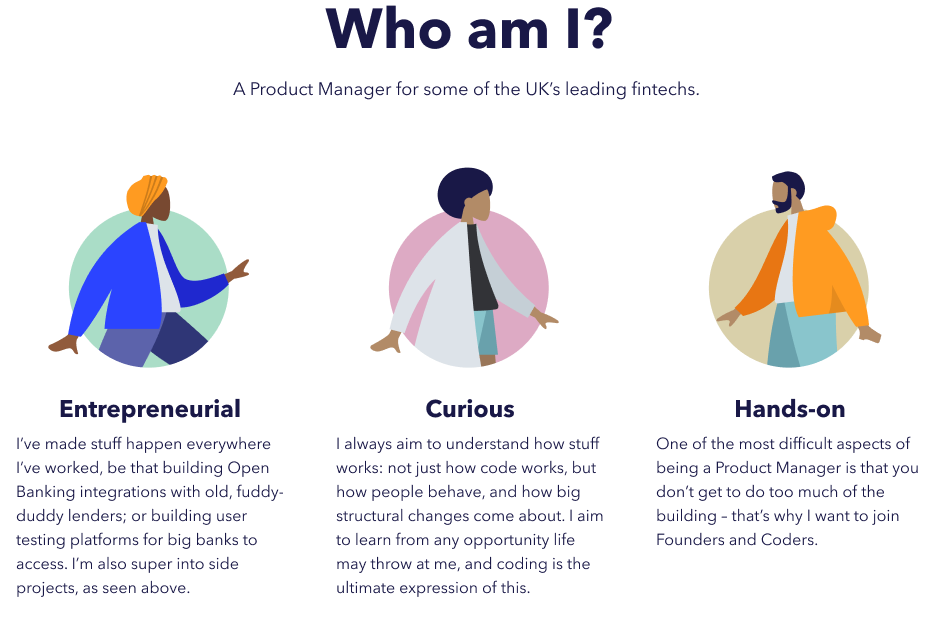 Who am I?
A Product Manager for some of the UK’s leading fintechs.
Entrepreneurial
I’ve made stuff happen everywhere
I’ve worked, be that building Open
Banking integrations with old, fuddy-
duddy lenders; or building user
testing platforms for big banks to
access. I’m also super into side
projects, as seen above.
Curious
I always aim to understand how stuff
works: not just how code works, but
how people behave, and how big
structural changes come about. I aim
to learn from any opportunity life
may throw at me, and coding is the
ultimate expression of this.
Hands-on
One of the most difficult aspects of
being a Product Manager is that you
don’t get to do too much of the
building – that’s why I want to join
Founders and Coders.